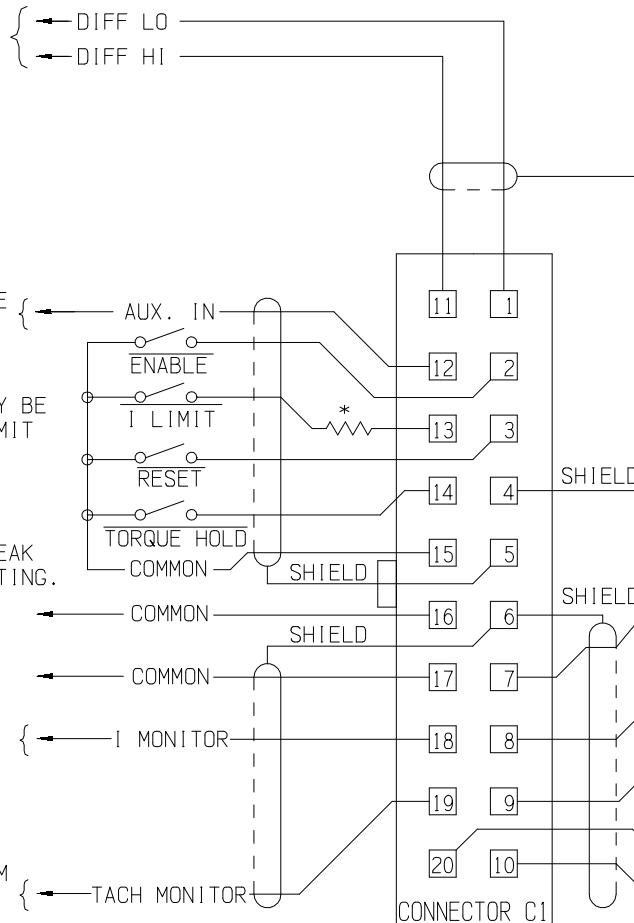 DIFF LO
DIFF HI
11 1
E
AUX. IN
12 2
ENABLE
Y BE
MIT
I LIMIT
*
13 3
RESET
SHIELD
14 4
TORQUE HOLD
EAK
TING.
COMMON
SHIELD
15 5
SHIELD
COMMON
16 6
SHIELD
COMMON
17 7
I MONITOR
18 8
19 9
20 10
M
TACH MONITOR
CONNECTOR C1